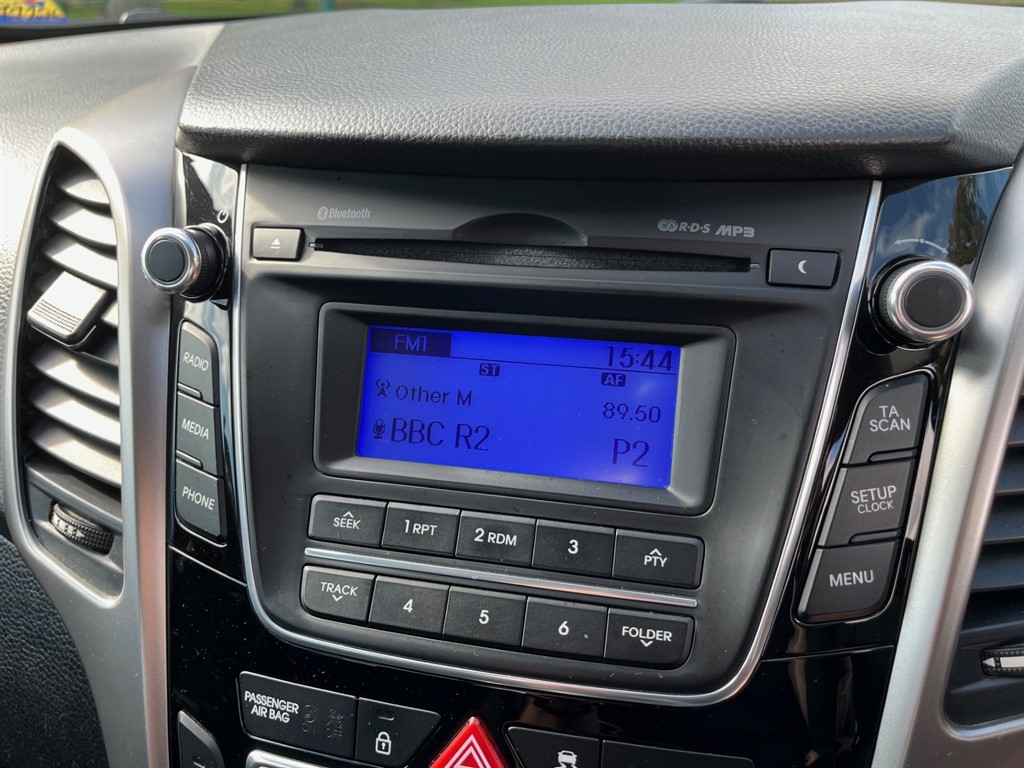 Bluetooth
R·D·S MP3
FM1 15:44
ST AF
Other M 89.50
BBC R2 P2
RADIO
MEDIA
PHONE
TA
SCAN
SETUP
CLOCK
MENU
SEEK 1 RPT 2 RDM 3 PTY
TRACK 4 5 6 FOLDER
PASSENGER
AIR BAG